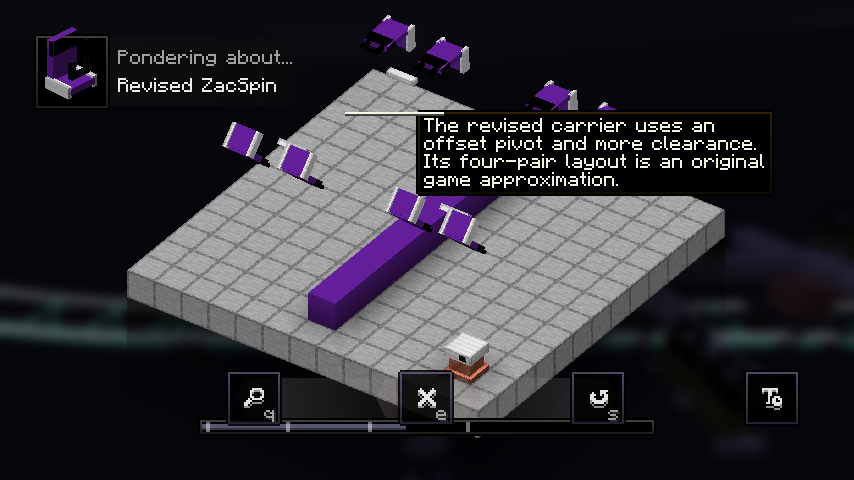 Pondering about...
Revised ZacSpin
The revised carrier uses an
offset pivot and more clearance.
Its four-pair layout is an original
game approximation.
q
e
s
T